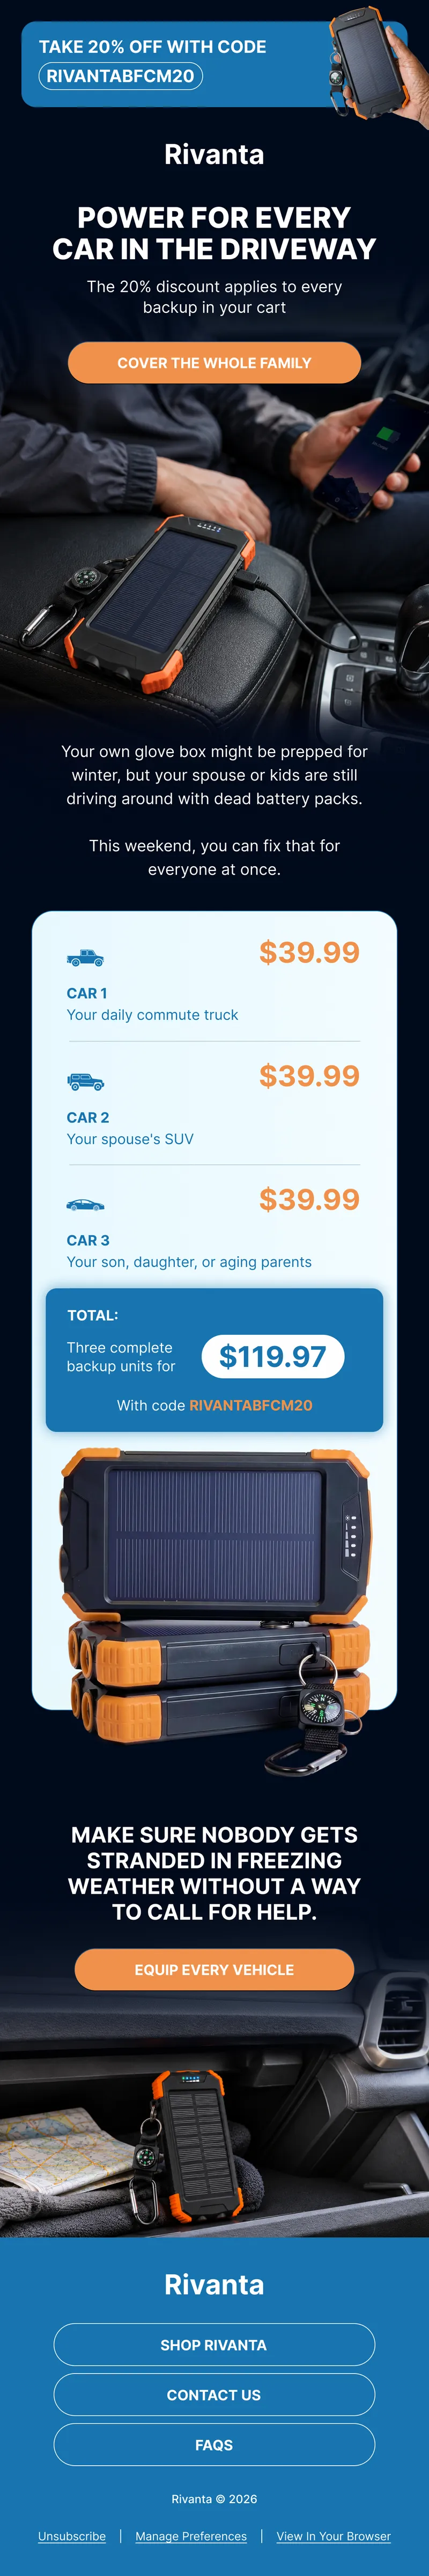 TAKE 20% OFF WITH CODE
RIVANTABFCM20
Rivanta
POWER FOR EVERY
CAR IN THE DRIVEWAY
The 20% discount applies to every
backup in your cart
COVER THE WHOLE FAMILY
Your own glove box might be prepped for
winter, but your spouse or kids are still
driving around with dead battery packs.
This weekend, you can fix that for
everyone at once.
$39.99
CAR 1
Your daily commute truck
$39.99
CAR 2
Your spouse's SUV
$39.99
CAR 3
Your son, daughter, or aging parents
TOTAL:
Three complete
backup units for
$119.97
With code RIVANTABFCM20
MAKE SURE NOBODY GETS
STRANDED IN FREEZING
WEATHER WITHOUT A WAY
TO CALL FOR HELP.
EQUIP EVERY VEHICLE
Rivanta
SHOP RIVANTA
CONTACT US
FAQS
Rivanta © 2026
Unsubscribe | Manage Preferences | View In Your Browser